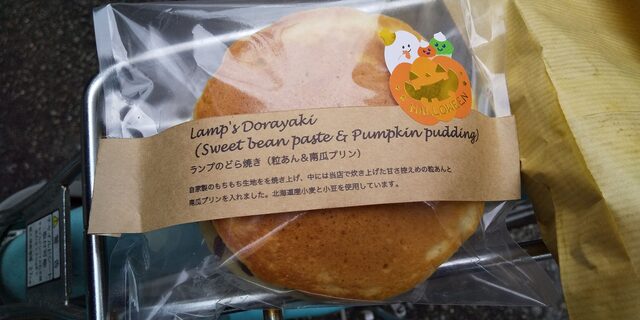 HALLOWEEN
Lamp's Dorayaki
(Sweet bean paste & Pumpkin pudding)
ランプのどら焼き（粒あん＆南瓜プリン）
自家製のもちもち生地をを焼き上げ、中には当店で炊き上げた甘さ控えめの粒あんと
南瓜プリンを入れました。北海道産小麦と小豆を使用しています。